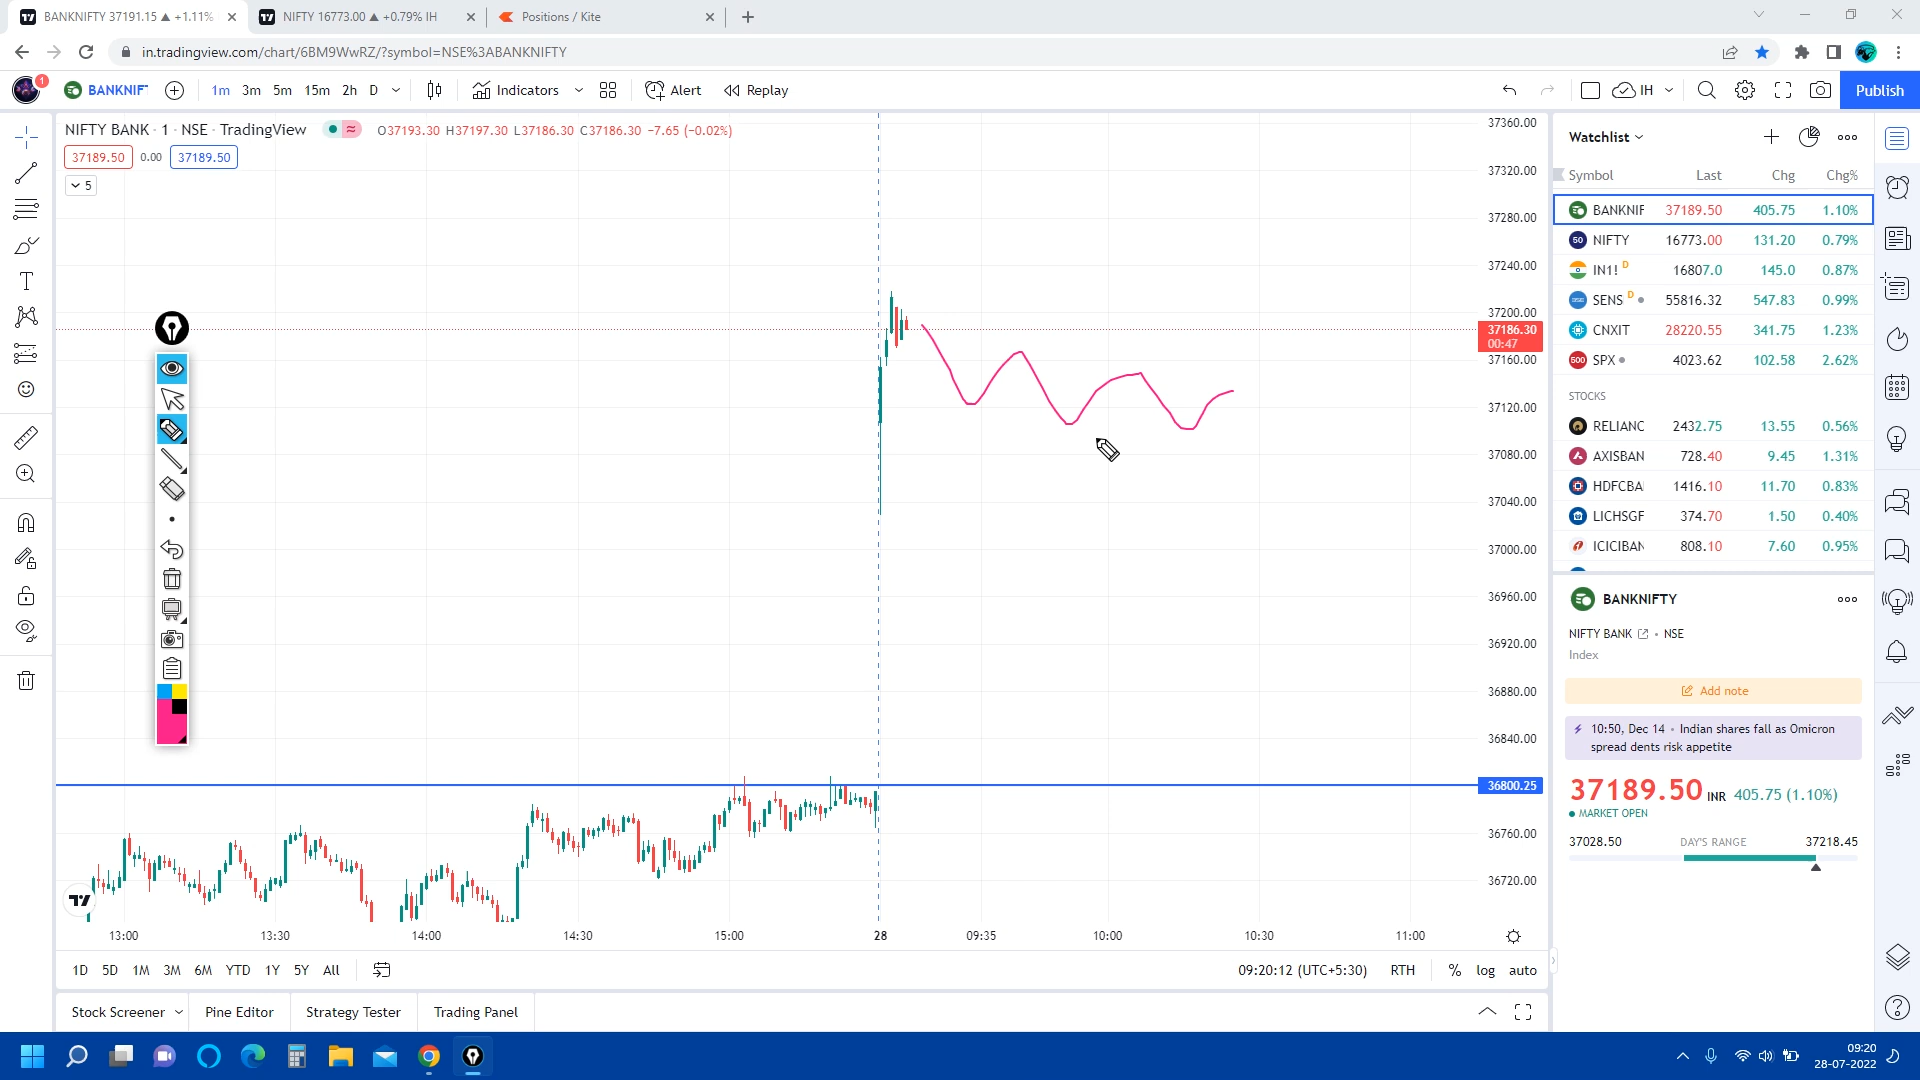 BANKNIFTY 37191.15 ▲ +1.11%
NIFTY 16773.00 ▲ +0.79% IH
Positions / Kite
in.tradingview.com/chart/6BM9WwRZ/?symbol=NSE%3ABANKNIFTY
1
BANKNIF
1m 3m 5m 15m 2h D
Indicators
Alert
Replay
IH
Publish
NIFTY BANK · 1 · NSE · TradingView
O37193.30 H37197.30 L37186.30 C37186.30 −7.65 (−0.02%)
37189.50 0.00 37189.50
5
37360.00
37320.00
37280.00
37240.00
37200.00
37186.30
00:47
37160.00
37120.00
37080.00
37040.00
37000.00
36960.00
36920.00
36880.00
36840.00
36800.25
36760.00
36720.00
13:00 13:30 14:00 14:30 15:00 28 09:35 10:00 10:30 11:00
1D 5D 1M 3M 6M YTD 1Y 5Y All
09:20:12 (UTC+5:30) RTH % log auto
Stock Screener Pine Editor Strategy Tester Trading Panel
Watchlist
Symbol Last Chg Chg%
BANKNIF 37189.50 405.75 1.10%
50 NIFTY 16773.00 131.20 0.79%
IN1! D 16807.0 145.0 0.87%
SENS D 55816.32 547.83 0.99%
CNXIT 28220.55 341.75 1.23%
500 SPX 4023.62 102.58 2.62%
STOCKS
RELIANC 2432.75 13.55 0.56%
AXISBAN 728.40 9.45 1.31%
HDFCBA 1416.10 11.70 0.83%
LICHSGF 374.70 1.50 0.40%
ICICIBAN 808.10 7.60 0.95%
BANKNIFTY
NIFTY BANK • NSE
Index
Add note
10:50, Dec 14 • Indian shares fall as Omicron
spread dents risk appetite
37189.50 INR 405.75 (1.10%)
MARKET OPEN
37028.50 DAY'S RANGE 37218.45
09:20
28-07-2022